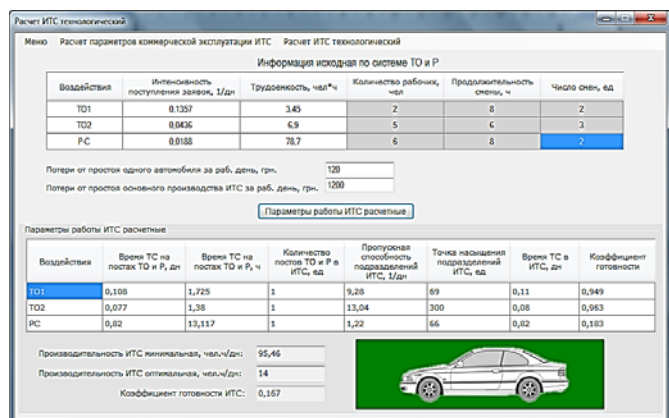 Расчет ИТС технологический
Меню Расчет параметров коммерческой эксплуатации ИТС Расчет ИТС технологический
Информация исходная по системе ТО и Р
Воздействия Интенсивность поступления заявок, 1/дн Трудоемкость, чел*ч Количество рабочих, чел Продолжительность смены, ч Число смен, ед
ТО1 0,1357 3,45 2 8 2
ТО2 0,0436 6,9 5 6 3
РС 0,0188 78,7 6 8 2
Потери от простоя одного автомобиля за раб. день, грн. 120
Потери от простоя основного производства ИТС за раб. день, грн. 1200
Параметры работы ИТС расчетные
Параметры работы ИТС расчетные
Воздействия Время ТС на постах ТО и Р, дн Время ТС на постах ТО и Р, ч Количество постов ТО и Р в ИТС, ед Пропускная способность подразделений ИТС, 1/дн Точка насыщения подразделений ИТС, ед Время ТС в ИТС, дн Коэффициент готовности
ТО1 0,108 1,725 1 9,28 69 0,11 0,949
ТО2 0,077 1,38 1 13,04 300 0,08 0,963
РС 0,82 13,117 1 1,22 66 0,82 0,183
Производительность ИТС минимальная, чел.ч/дн: 95,46
Производительность ИТС оптимальная, чел.ч/дн: 14
Коэффициент готовности ИТС: 0,167